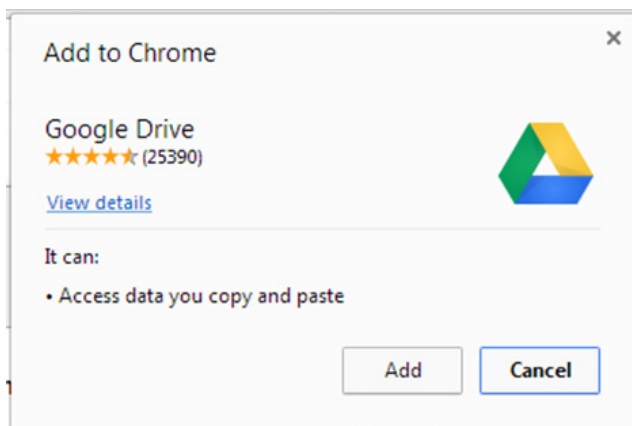 Add to Chrome
Google Drive
(25390)
View details
It can:
• Access data you copy and paste
Add Cancel